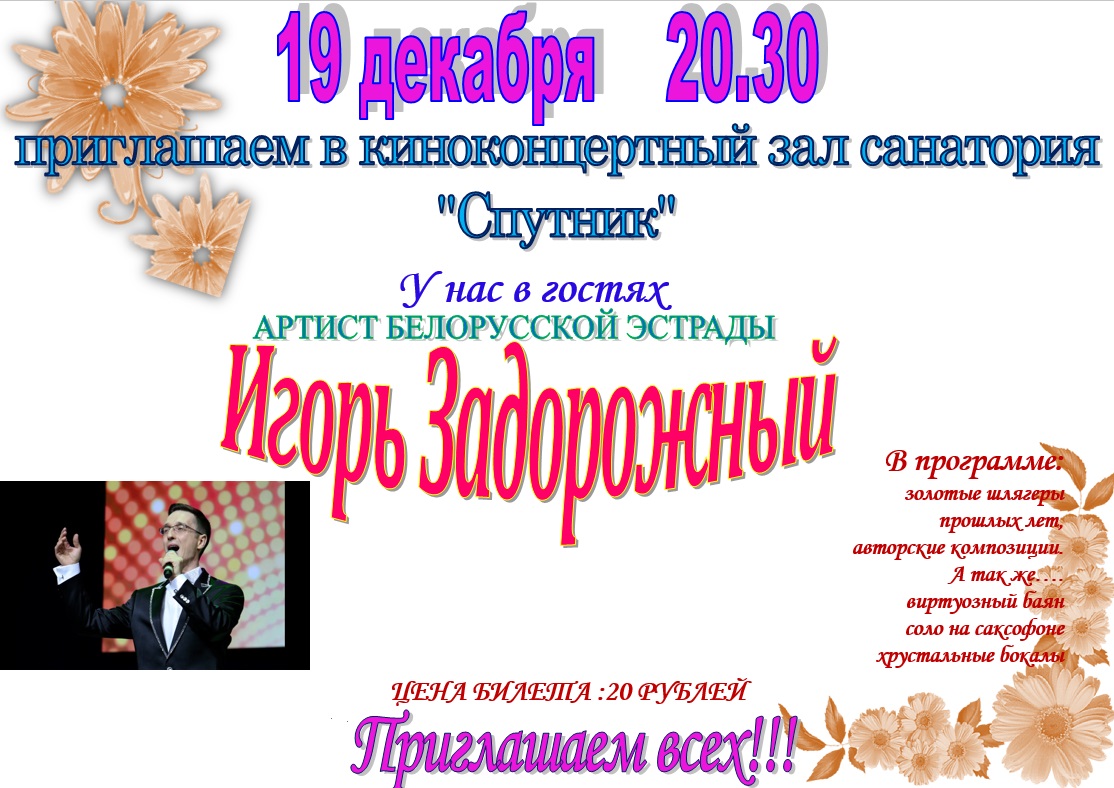 19 декабря 20.30
приглашаем в киноконцертный зал санатория
"Спутник"
У нас в гостях
АРТИСТ БЕЛОРУССКОЙ ЭСТРАДЫ
Игорь Задорожный
В программе:
золотые шлягеры
прошлых лет,
авторские композиции.
А так же….
виртуозный баян
соло на саксофоне
хрустальные бокалы
ЦЕНА БИЛЕТА :20 РУБЛЕЙ
Приглашаем всех!!!